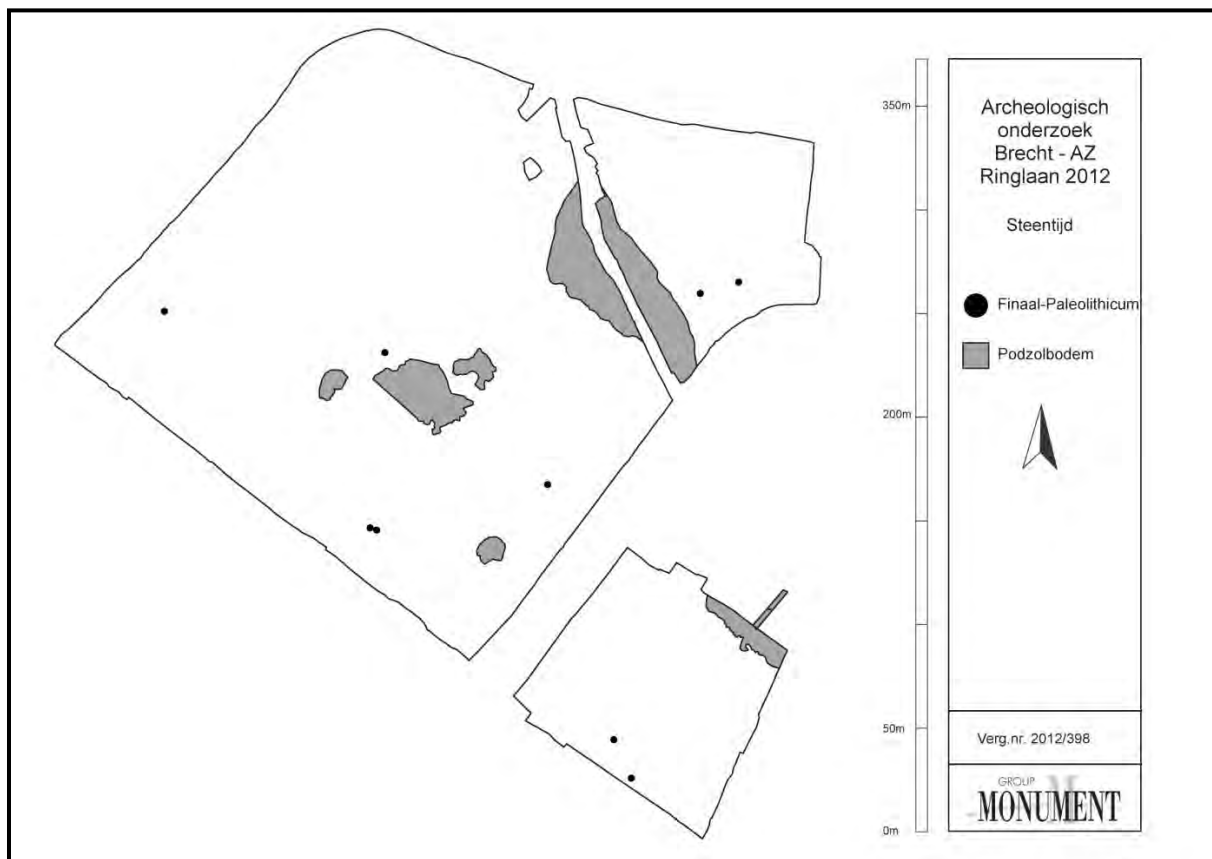 350m
200m
50m
0m
Archeologisch
onderzoek
Brecht - AZ
Ringlaan 2012
Steentijd
Finaal-Paleolithicum
Podzolbodem
Verg.nr. 2012/398
GROUP
MONUMENT